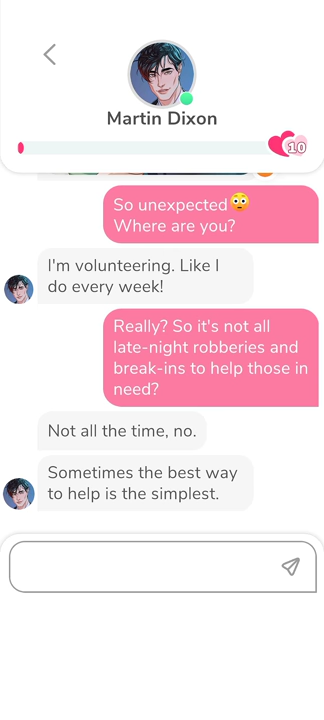 Martin Dixon
10
So unexpected😳
Where are you?
I'm volunteering. Like I
do every week!
Really? So it's not all
late-night robberies and
break-ins to help those in
need?
Not all the time, no.
Sometimes the best way
to help is the simplest.